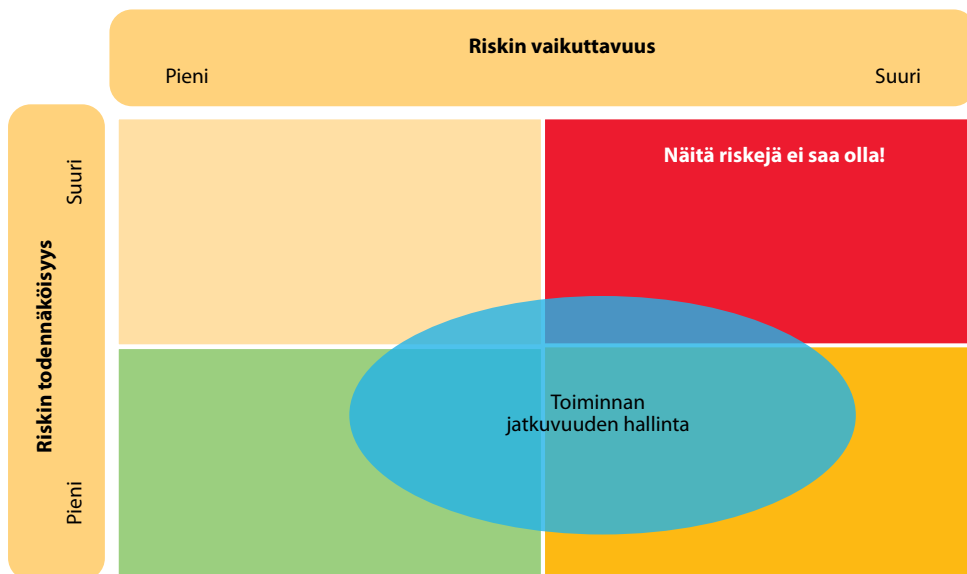 Riskin vaikuttavuus
Pieni
Suuri
Riskin todennäköisyys
Suuri
Pieni
Näitä riskejä ei saa olla!
Toiminnan
jatkuvuuden hallinta